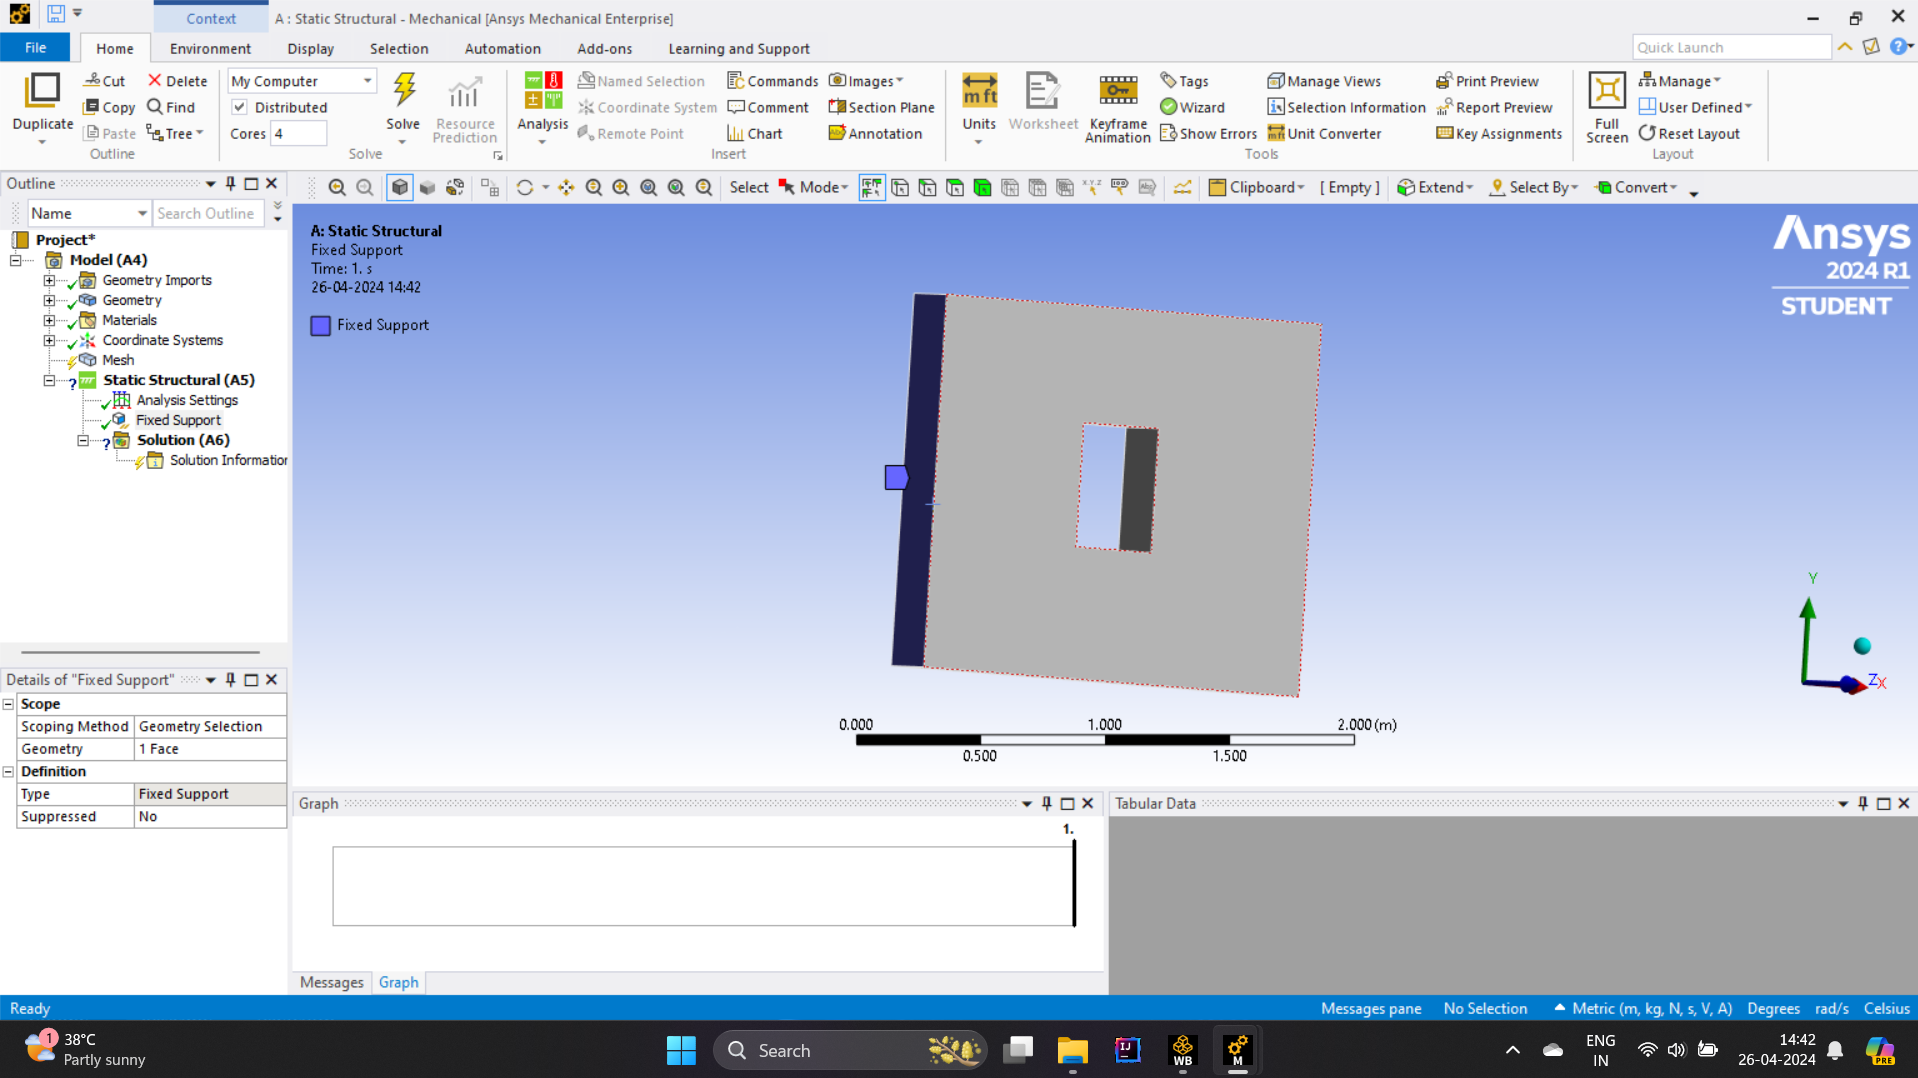 Context
A : Static Structural - Mechanical [Ansys Mechanical Enterprise]
File
Home
Environment
Display
Selection
Automation
Add-ons
Learning and Support
Quick Launch
Duplicate
Cut
Delete
Copy
Find
Paste
Tree
Outline
My Computer
Distributed
Cores 4
Solve
Resource Prediction
Solve
Analysis
Named Selection
Coordinate System
Remote Point
Commands
Comment
Chart
Images
Section Plane
Annotation
Insert
Units
Worksheet
Keyframe Animation
Tags
Wizard
Show Errors
Manage Views
Selection Information
Unit Converter
Print Preview
Report Preview
Key Assignments
Tools
Full Screen
Manage
User Defined
Reset Layout
Layout
Outline
Select
Mode
Clipboard
[ Empty ]
Extend
Select By
Convert
Name
Search Outline
Project*
Model (A4)
Geometry Imports
Geometry
Materials
Coordinate Systems
Mesh
Static Structural (A5)
Analysis Settings
Fixed Support
Solution (A6)
Solution Information
A: Static Structural
Fixed Support
Time: 1. s
26-04-2024 14:42
Fixed Support
Ansys
2024 R1
STUDENT
Y
Z
X
0.000
1.000
2.000 (m)
0.500
1.500
Details of "Fixed Support"
Scope
Scoping Method Geometry Selection
Geometry 1 Face
Definition
Type Fixed Support
Suppressed No
Graph
1.
Messages
Graph
Tabular Data
Ready
Messages pane
No Selection
Metric (m, kg, N, s, V, A)
Degrees
rad/s
Celsius
1
38°C
Partly sunny
Search
IJ
WB
M
ENG
IN
14:42
26-04-2024
PRE